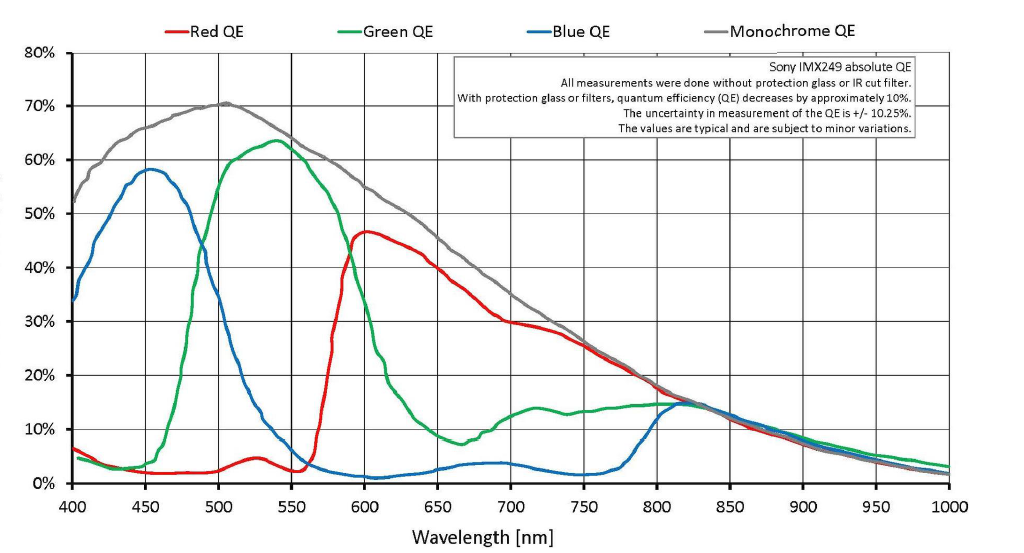 Red QE Green QE Blue QE Monochrome QE
80%
Sony IMX249 absolute QE
All measurements were done without protection glass or IR cut filter.
With protection glass or filters, quantum efficiency (QE) decreases by approximately 10%.
The uncertainty in measurement of the QE is +/- 10.25%.
The values are typical and are subject to minor variations.
70%
60%
50%
40%
30%
20%
10%
0%
400 450 500 550 600 650 700 750 800 850 900 950 1000
Wavelength [nm]